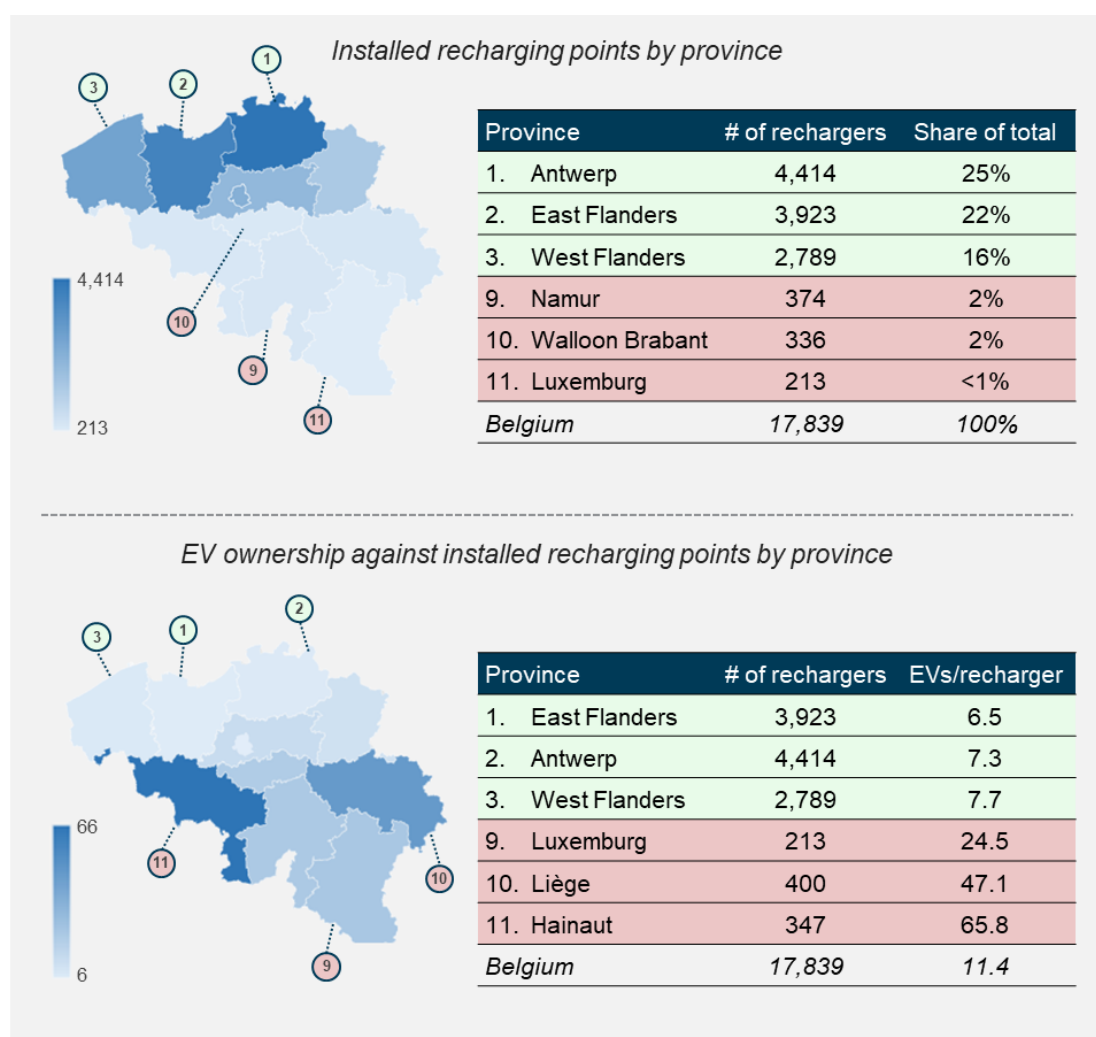 Installed recharging points by province
1
2
3
Province # of rechargers Share of total
1. Antwerp 4,414 25%
2. East Flanders 3,923 22%
3. West Flanders 2,789 16%
9. Namur 374 2%
10. Walloon Brabant 336 2%
11. Luxemburg 213 <1%
Belgium 17,839 100%
4,414
213
10
9
11
EV ownership against installed recharging points by province
2
1
3
Province # of rechargers EVs/recharger
1. East Flanders 3,923 6.5
2. Antwerp 4,414 7.3
3. West Flanders 2,789 7.7
9. Luxemburg 213 24.5
10. Liège 400 47.1
11. Hainaut 347 65.8
Belgium 17,839 11.4
66
6
11
10
9